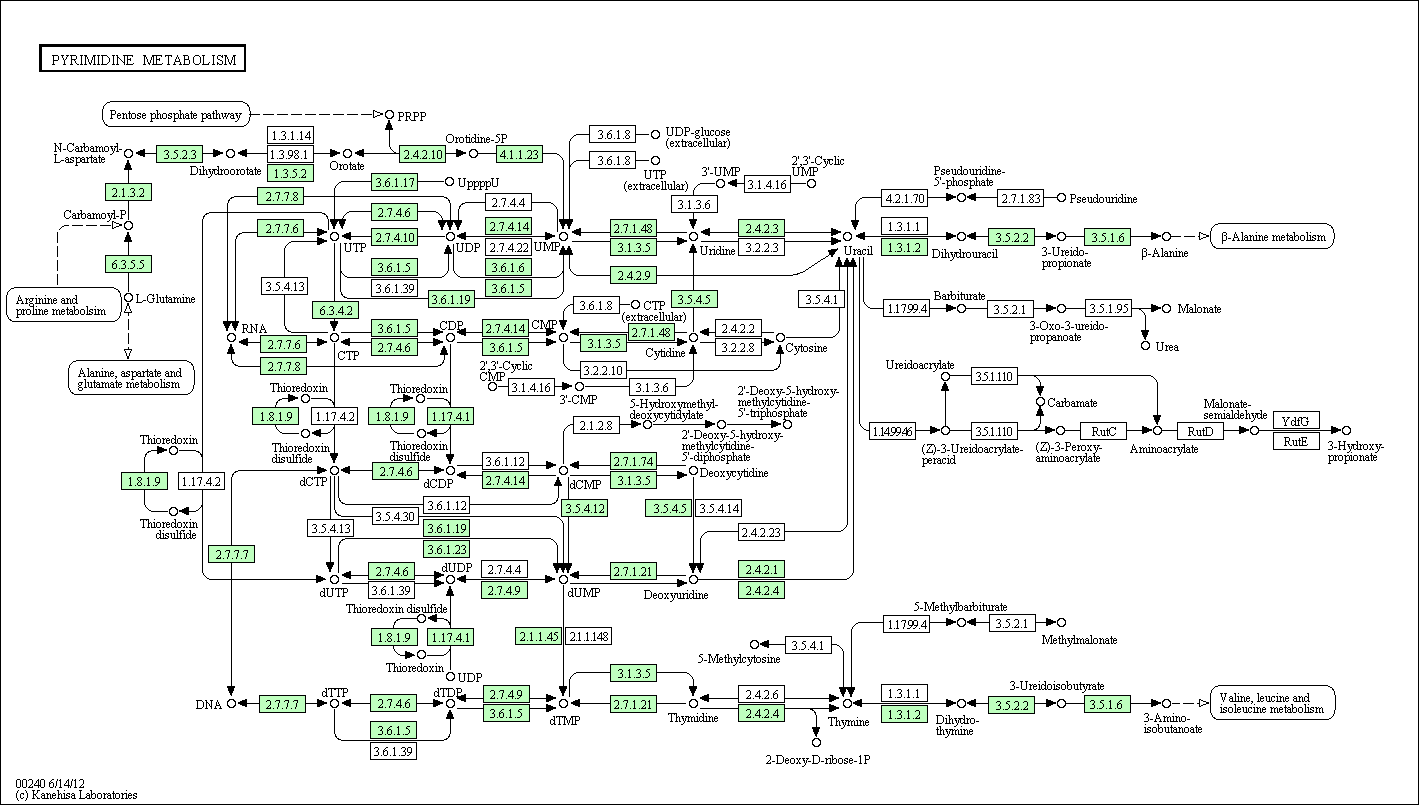 PYRIMIDINE METABOLISM
Pentose phosphate pathway
PRPP
N-Carbamoyl-
L-aspartate
3.5.2.3
Dihydroorotate
1.3.1.14
1.3.98.1
1.3.5.2
Orotate
2.4.2.10
Orotidine-5P
4.1.1.23
3.6.1.8
UDP-glucose
(extracellular)
3.6.1.8
UTP
(extracellular)
3'-UMP
3.1.4.16
2',3'-Cyclic
UMP
3.1.3.6
Pseudouridine-
5'-phosphate
4.2.1.70
2.7.1.83
Pseudouridine
2.1.3.2
Carbamoyl-P
6.3.5.5
L-Glutamine
Arginine and
proline metabolsim
Alanine, aspartate and
glutamate metabolism
3.6.1.17
UppppU
2.7.7.8
2.7.7.6
2.7.4.6
2.7.4.10
UTP
UDP
2.7.4.4
2.7.4.14
2.7.4.22
UMP
2.7.1.48
3.1.3.5
Uridine
2.4.2.3
3.2.2.3
Uracil
1.3.1.1
1.3.1.2
Dihydrouracil
3.5.2.2
3-Ureido-
propionate
3.5.1.6
β-Alanine
β-Alanine metabolism
3.6.1.5
3.6.1.39
3.6.1.6
3.6.1.5
3.6.1.19
2.4.2.9
3.5.4.13
6.3.4.2
3.5.4.5
3.5.4.1
3.6.1.8
CTP
(extracellular)
1.1.799.4
Barbiturate
3.5.2.1
3-Oxo-3-ureido-
propanoate
3.5.1.95
Malonate
Urea
RNA
2.7.7.6
2.7.7.8
CTP
3.6.1.5
2.7.4.6
CDP
2.7.4.14
3.6.1.5
CMP
2.7.1.48
3.1.3.5
Cytidine
2.4.2.2
3.2.2.8
Cytosine
3.2.2.10
2',3'-Cyclic
CMP
3.1.4.16
3'-CMP
3.1.3.6
Ureidoacrylate
3.5.1.110
Carbamate
1.14.99.46
(Z)-3-Ureidoacrylate-
peracid
3.5.1.110
(Z)-3-Peroxy-
aminoacrylate
RutC
Aminoacrylate
RutD
Malonate-
semialdehyde
YdfG
RutE
3-Hydroxy-
propionate
Thioredoxin
1.8.1.9
1.17.4.2
Thioredoxin
disulfide
Thioredoxin
1.8.1.9
1.17.4.1
Thioredoxin
disulfide
Thioredoxin
1.8.1.9
1.17.4.2
Thioredoxin
disulfide
2.1.2.8
5-Hydroxymethyl-
deoxycytidylate
2'-Deoxy-5-hydroxy-
methylcytidine-
5'-diphosphate
2'-Deoxy-5-hydroxy-
methylcytidine-
5'-triphosphate
dCTP
2.7.4.6
dCDP
3.6.1.12
2.7.4.14
dCMP
2.7.1.74
3.1.3.5
Deoxycytidine
3.6.1.12
3.5.4.30
3.5.4.13
3.6.1.19
3.6.1.23
3.5.4.12
3.5.4.5
3.5.4.14
2.4.2.23
2.7.7.7
dUTP
2.7.4.6
3.6.1.39
dUDP
2.7.4.4
2.7.4.9
dUMP
2.7.1.21
Deoxyuridine
2.4.2.1
2.4.2.4
Thioredoxin disulfide
1.8.1.9
1.17.4.1
Thioredoxin
UDP
2.1.1.45
2.1.1.148
5-Methylcytosine
3.5.4.1
1.1.799.4
5-Methylbarbiturate
3.5.2.1
Methylmalonate
DNA
2.7.7.7
dTTP
2.7.4.6
3.6.1.5
3.6.1.39
dTDP
2.7.4.9
3.6.1.5
dTMP
3.1.3.5
2.7.1.21
Thymidine
2.4.2.6
2.4.2.4
2-Deoxy-D-ribose-1P
Thymine
1.3.1.1
1.3.1.2
Dihydro-
thymine
3.5.2.2
3-Ureidoisobutyrate
3.5.1.6
3-Amino-
isobutanoate
Valine, leucine and
isoleucine metabolism
00240 6/14/12
(c) Kanehisa Laboratories